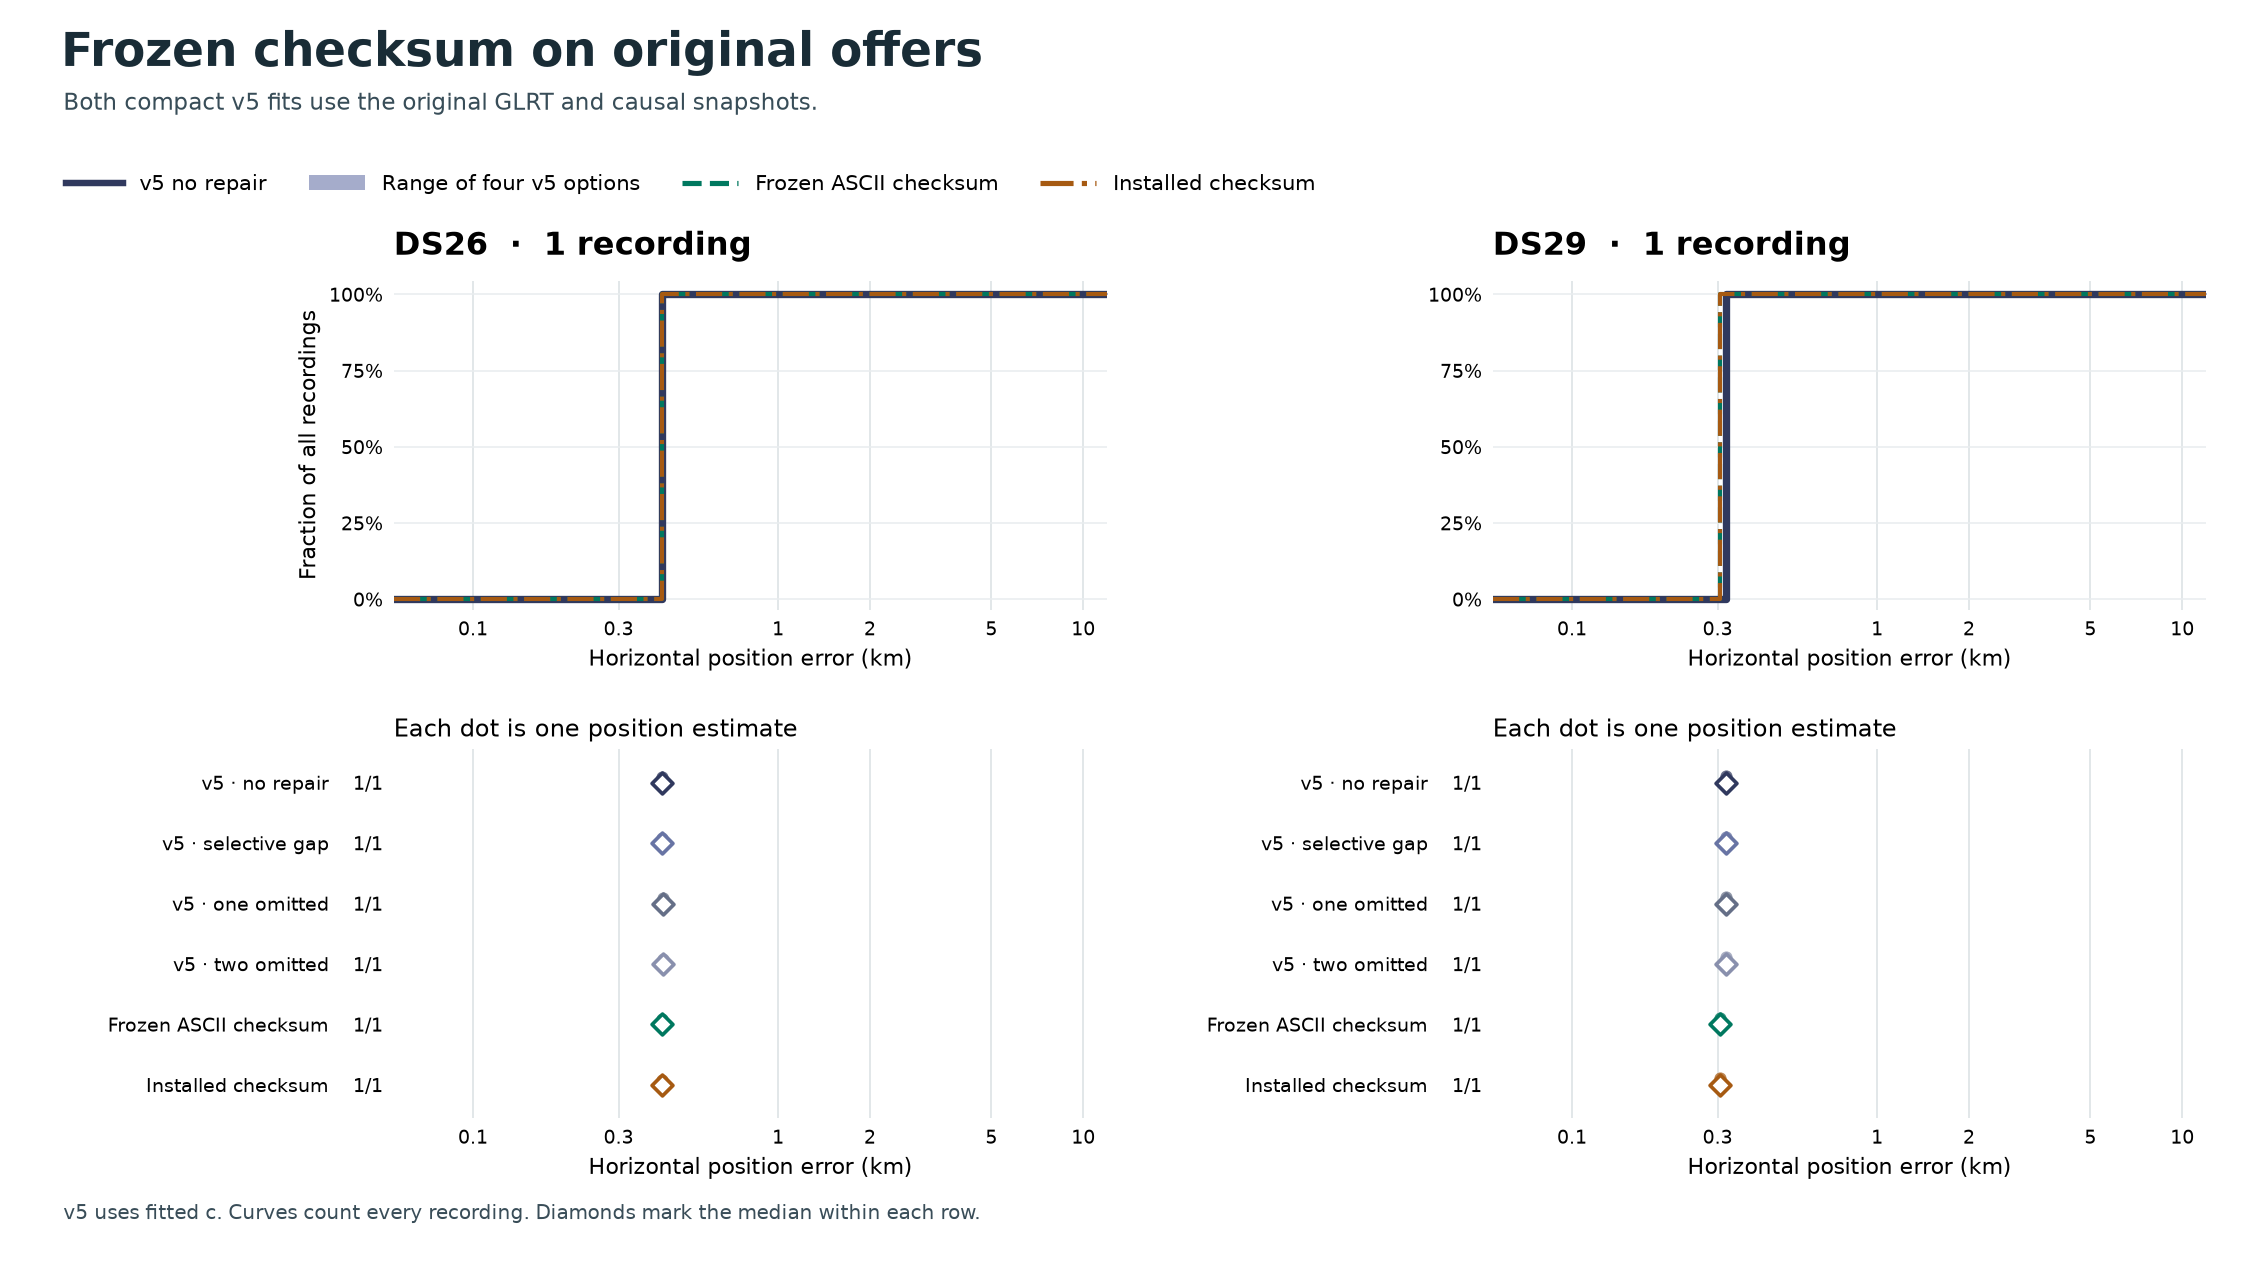 Frozen checksum on original offers
Both compact v5 fits use the original GLRT and causal snapshots.
v5 no repair
Range of four v5 options
Frozen ASCII checksum
Installed checksum
DS26 · 1 recording
100%
75%
50%
25%
0%
Fraction of all recordings
0.1 0.3 1 2 5 10
Horizontal position error (km)
DS29 · 1 recording
100%
75%
50%
25%
0%
0.1 0.3 1 2 5 10
Horizontal position error (km)
Each dot is one position estimate
v5 · no repair 1/1
v5 · selective gap 1/1
v5 · one omitted 1/1
v5 · two omitted 1/1
Frozen ASCII checksum 1/1
Installed checksum 1/1
0.1 0.3 1 2 5 10
Horizontal position error (km)
Each dot is one position estimate
v5 · no repair 1/1
v5 · selective gap 1/1
v5 · one omitted 1/1
v5 · two omitted 1/1
Frozen ASCII checksum 1/1
Installed checksum 1/1
0.1 0.3 1 2 5 10
Horizontal position error (km)
v5 uses fitted c. Curves count every recording. Diamonds mark the median within each row.